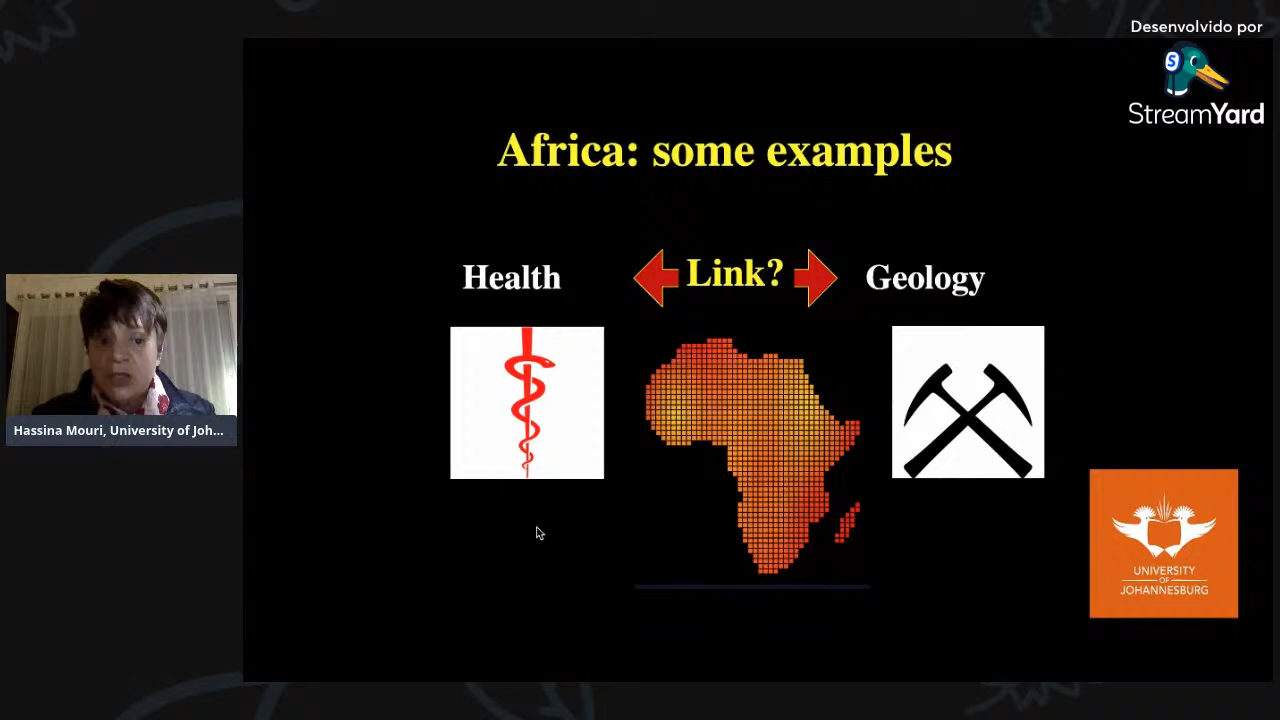 Desenvolvido por
StreamYard
Africa: some examples
Health
Link?
Geology
Hassina Mouri, University of Joh...
UNIVERSITY
OF
JOHANNESBURG